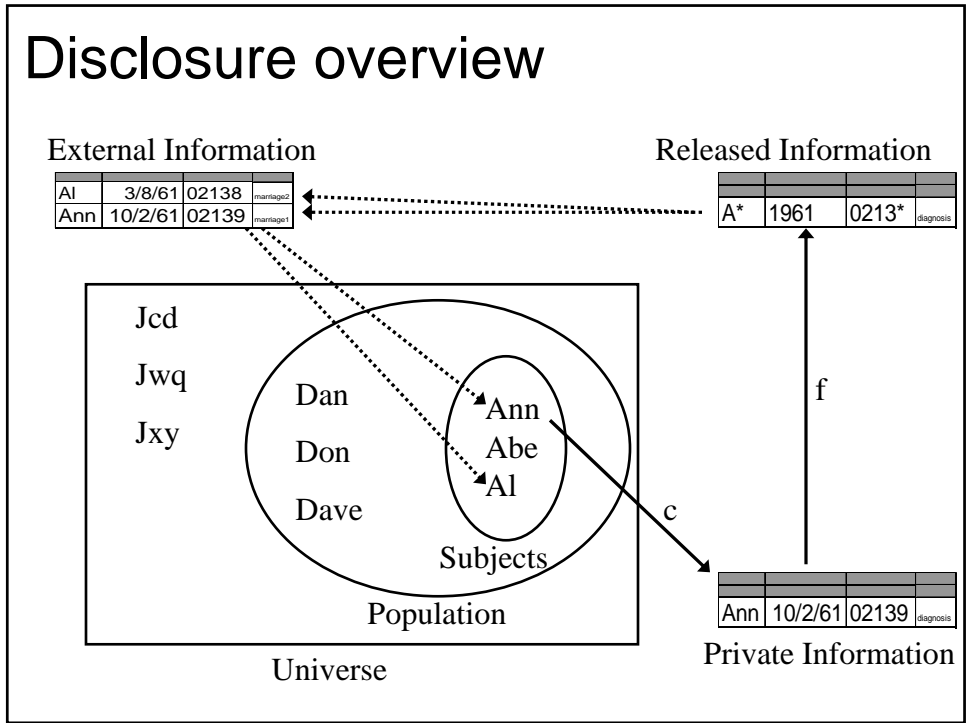 Disclosure overview
External Information
Released Information
Al 3/8/61 02138 marriage2
Ann 10/2/61 02139 marriage1
A* 1961 0213* diagnosis
Jcd
Jwq
Jxy
Dan
Don
Dave
Ann
Abe
Al
Subjects
Population
Universe
c
f
Ann 10/2/61 02139 diagnosis
Private Information